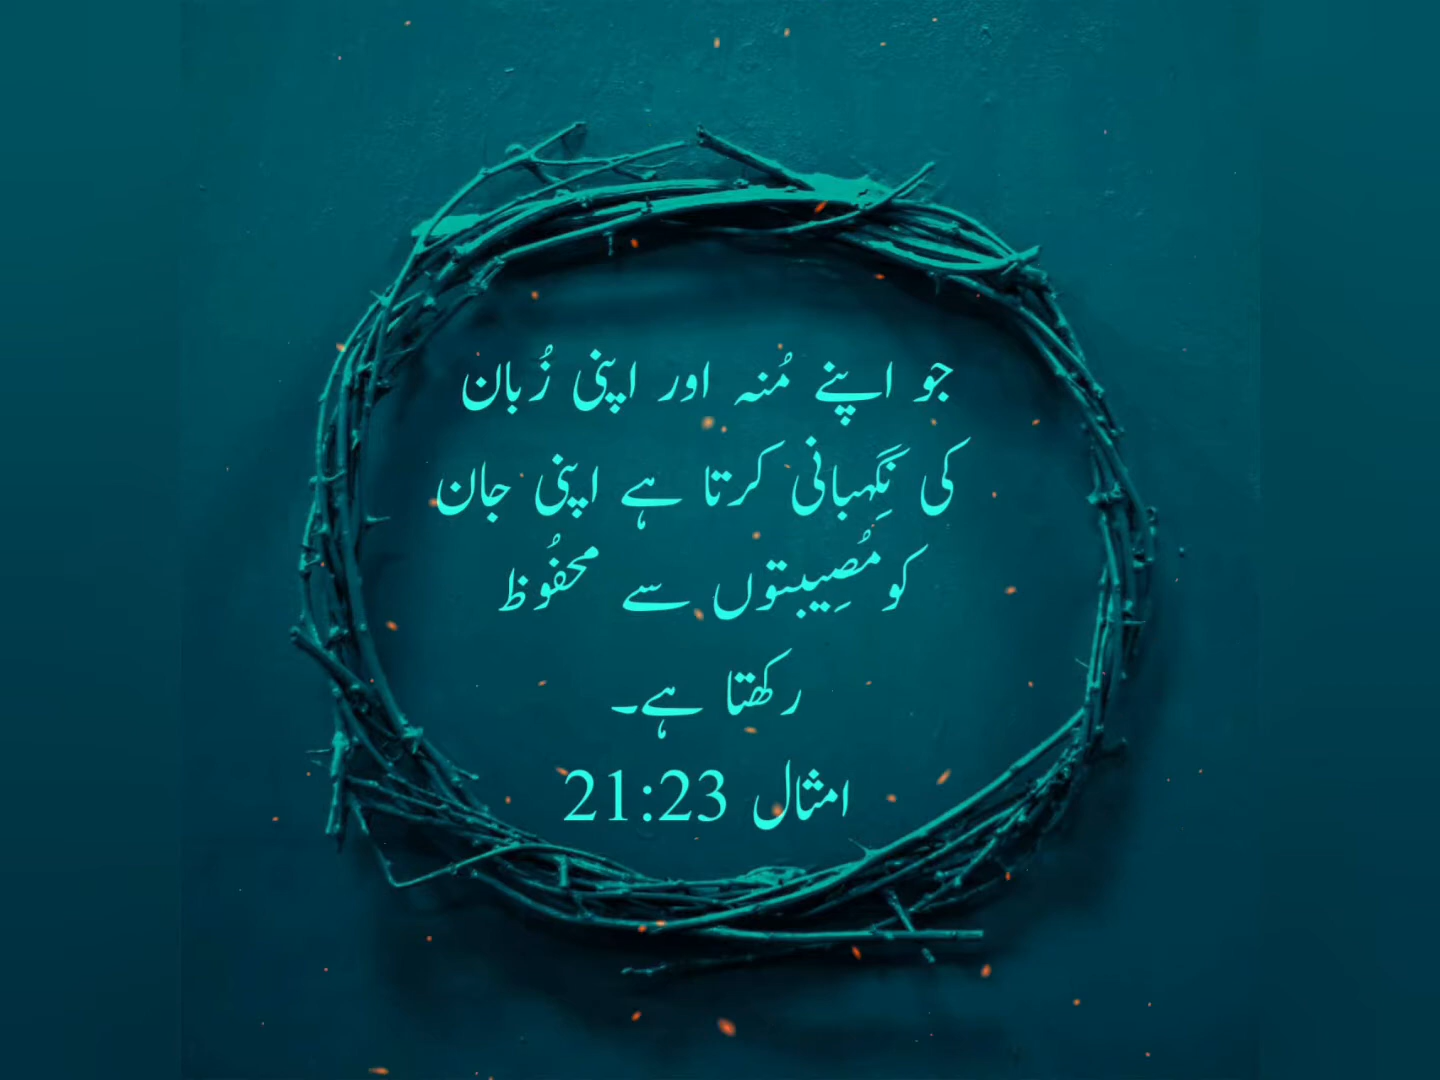 جو اپنے مُنہ اور اپنی زُبان
کی نِگہبانی کرتا ہے اپنی جان
کو مُصِیبتوں سے محفُوظ
رکھتا ہے۔
امثال 21:23